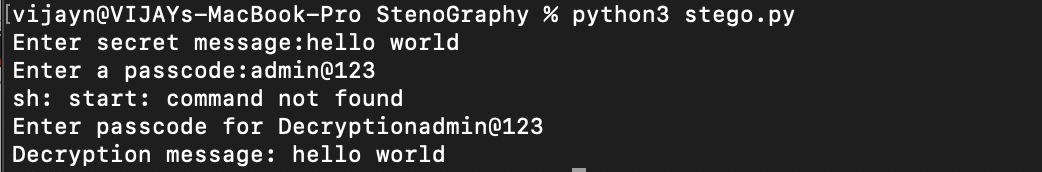 [vijayn@VIJAYs-MacBook-Pro StenoGraphy % python3 stego.py
Enter secret message:hello world
Enter a passcode:admin@123
sh: start: command not found
Enter passcode for Decryptionadmin@123
Decryption message: hello world